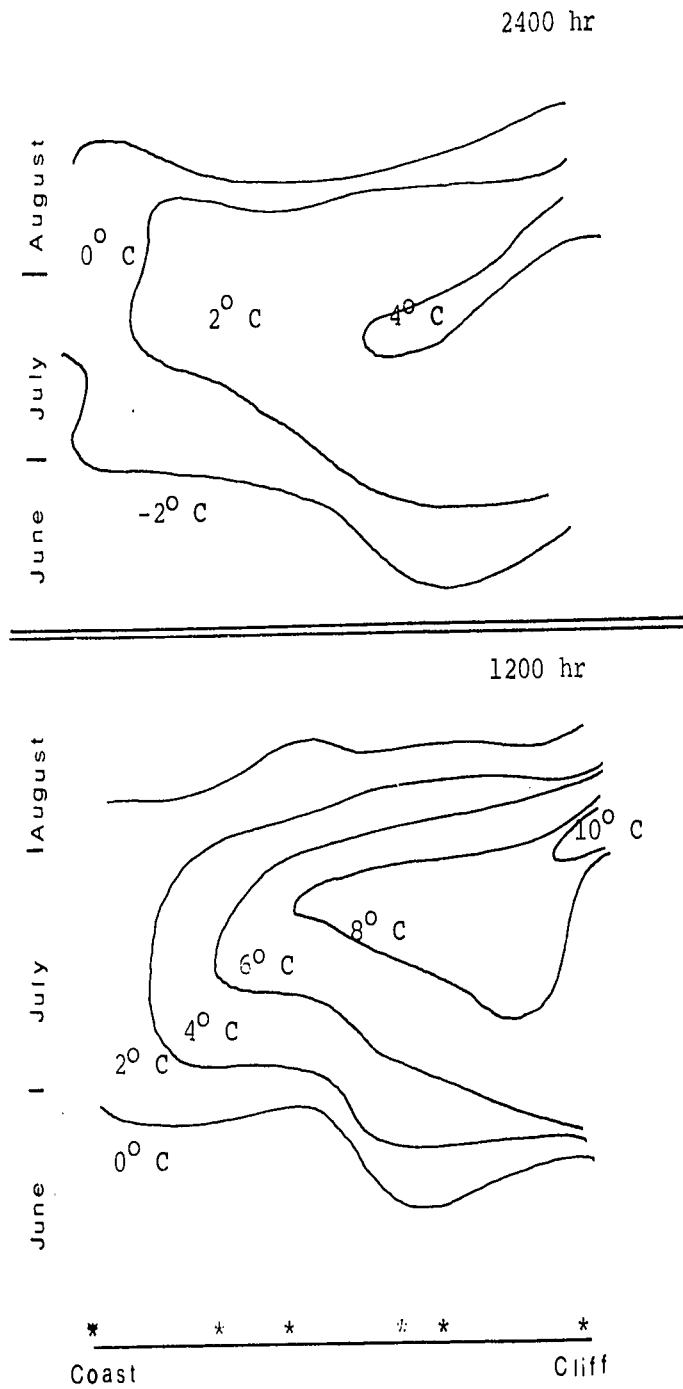 2400 hr
August
0° C
2° C
4° C
July
-2° C
June
1200 hr
August
10° C
8° C
6° C
July
4° C
2° C
0° C
June
* * * * * *
Coast Cliff